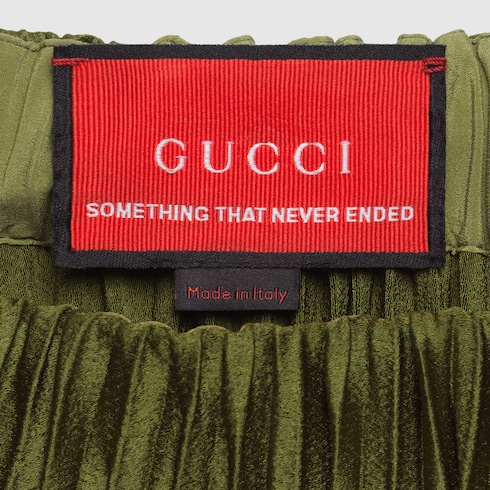 GUCCI
SOMETHING THAT NEVER ENDED
Made in Italy